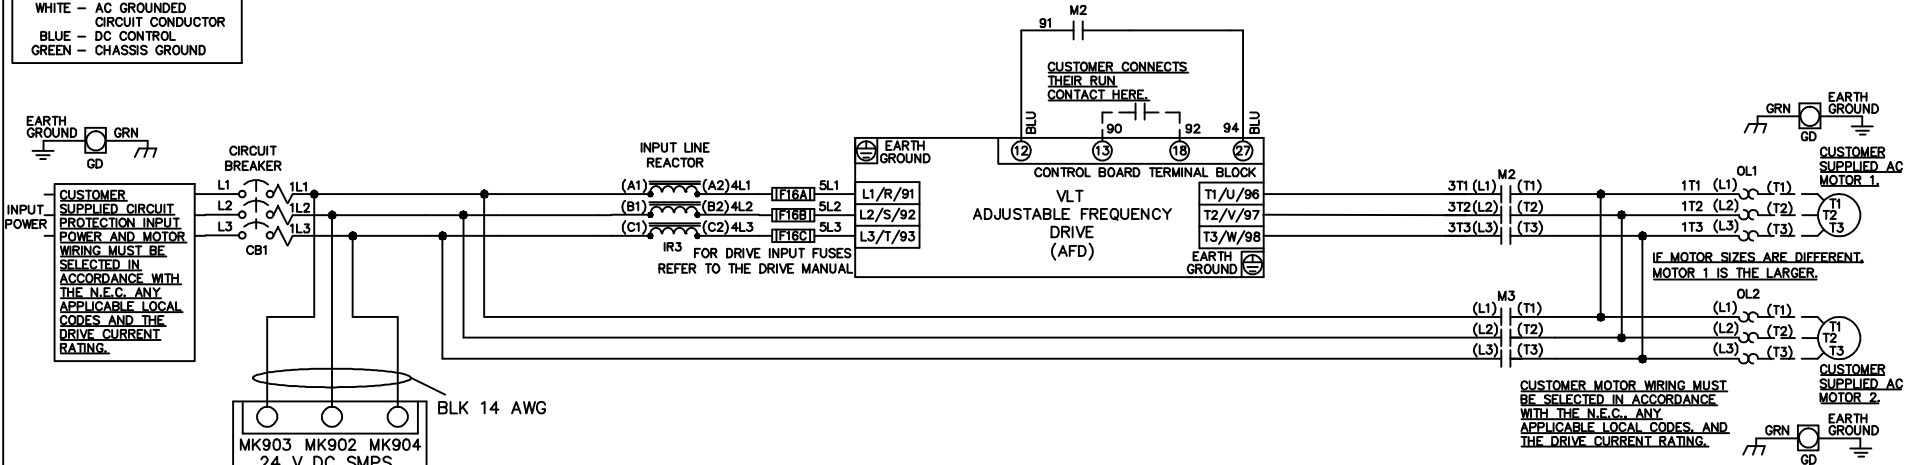 WHITE – AC GROUNDED
CIRCUIT CONDUCTOR
BLUE – DC CONTROL
GREEN – CHASSIS GROUND
EARTH
GROUND
GRN
GD
INPUT
POWER
CUSTOMER
SUPPLIED CIRCUIT
PROTECTION INPUT
POWER AND MOTOR
WIRING MUST BE
SELECTED IN
ACCORDANCE WITH
THE N.E.C. ANY
APPLICABLE LOCAL
CODES AND THE
DRIVE CURRENT
RATING.
CIRCUIT
BREAKER
L1 1L1
L2 1L2
L3 1L3
CB1
BLK 14 AWG
MK903 MK902 MK904
24 V DC SMPS
INPUT LINE
REACTOR
(A1) (A2) 4L1 F16A 5L1
(B1) (B2) 4L2 F16B 5L2
(C1) (C2) 4L3 F16C 5L3
IR3
FOR DRIVE INPUT FUSES
REFER TO THE DRIVE MANUAL
M2
91
CUSTOMER CONNECTS
THEIR RUN
CONTACT HERE.
BLU 90 92 94 BLU
12 13 18 27
CONTROL BOARD TERMINAL BLOCK
EARTH
GROUND
L1/R/91
L2/S/92
L3/T/93
VLT
ADJUSTABLE FREQUENCY
DRIVE
(AFD)
T1/U/96
T2/V/97
T3/W/98
EARTH
GROUND
M2
3T1 (L1) (T1)
3T2(L2) (T2)
3T3(L3) (T3)
M3
(L1) (T1)
(L2) (T2)
(L3) (T3)
GRN
GD
EARTH
GROUND
CUSTOMER
SUPPLIED AC
MOTOR 1.
OL1
1T1 (L1) (T1)
1T2 (L2) (T2)
1T3 (L3) (T3)
T1
T2
T3
IF MOTOR SIZES ARE DIFFERENT,
MOTOR 1 IS THE LARGER.
OL2
(L1) (T1)
(L2) (T2)
(L3) (T3)
T1
T2
T3
CUSTOMER
SUPPLIED AC
MOTOR 2.
CUSTOMER MOTOR WIRING MUST
BE SELECTED IN ACCORDANCE
WITH THE N.E.C., ANY
APPLICABLE LOCAL CODES, AND
THE DRIVE CURRENT RATING.
GRN
GD
EARTH
GROUND